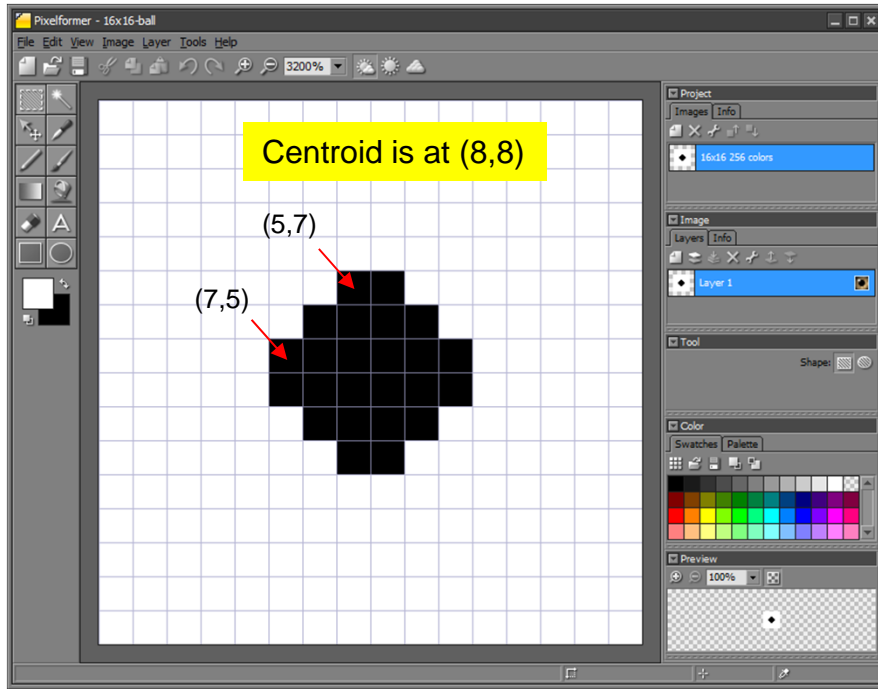 Pixelformer - 16x16-ball
File Edit View Image Layer Tools Help
3200%
Centroid is at (8,8)
(5,7)
(7,5)
A
Project
Images Info
16x16 256 colors
Image
Layers Info
Layer 1
Tool
Shape:
Color
Swatches Palette
Preview
100%